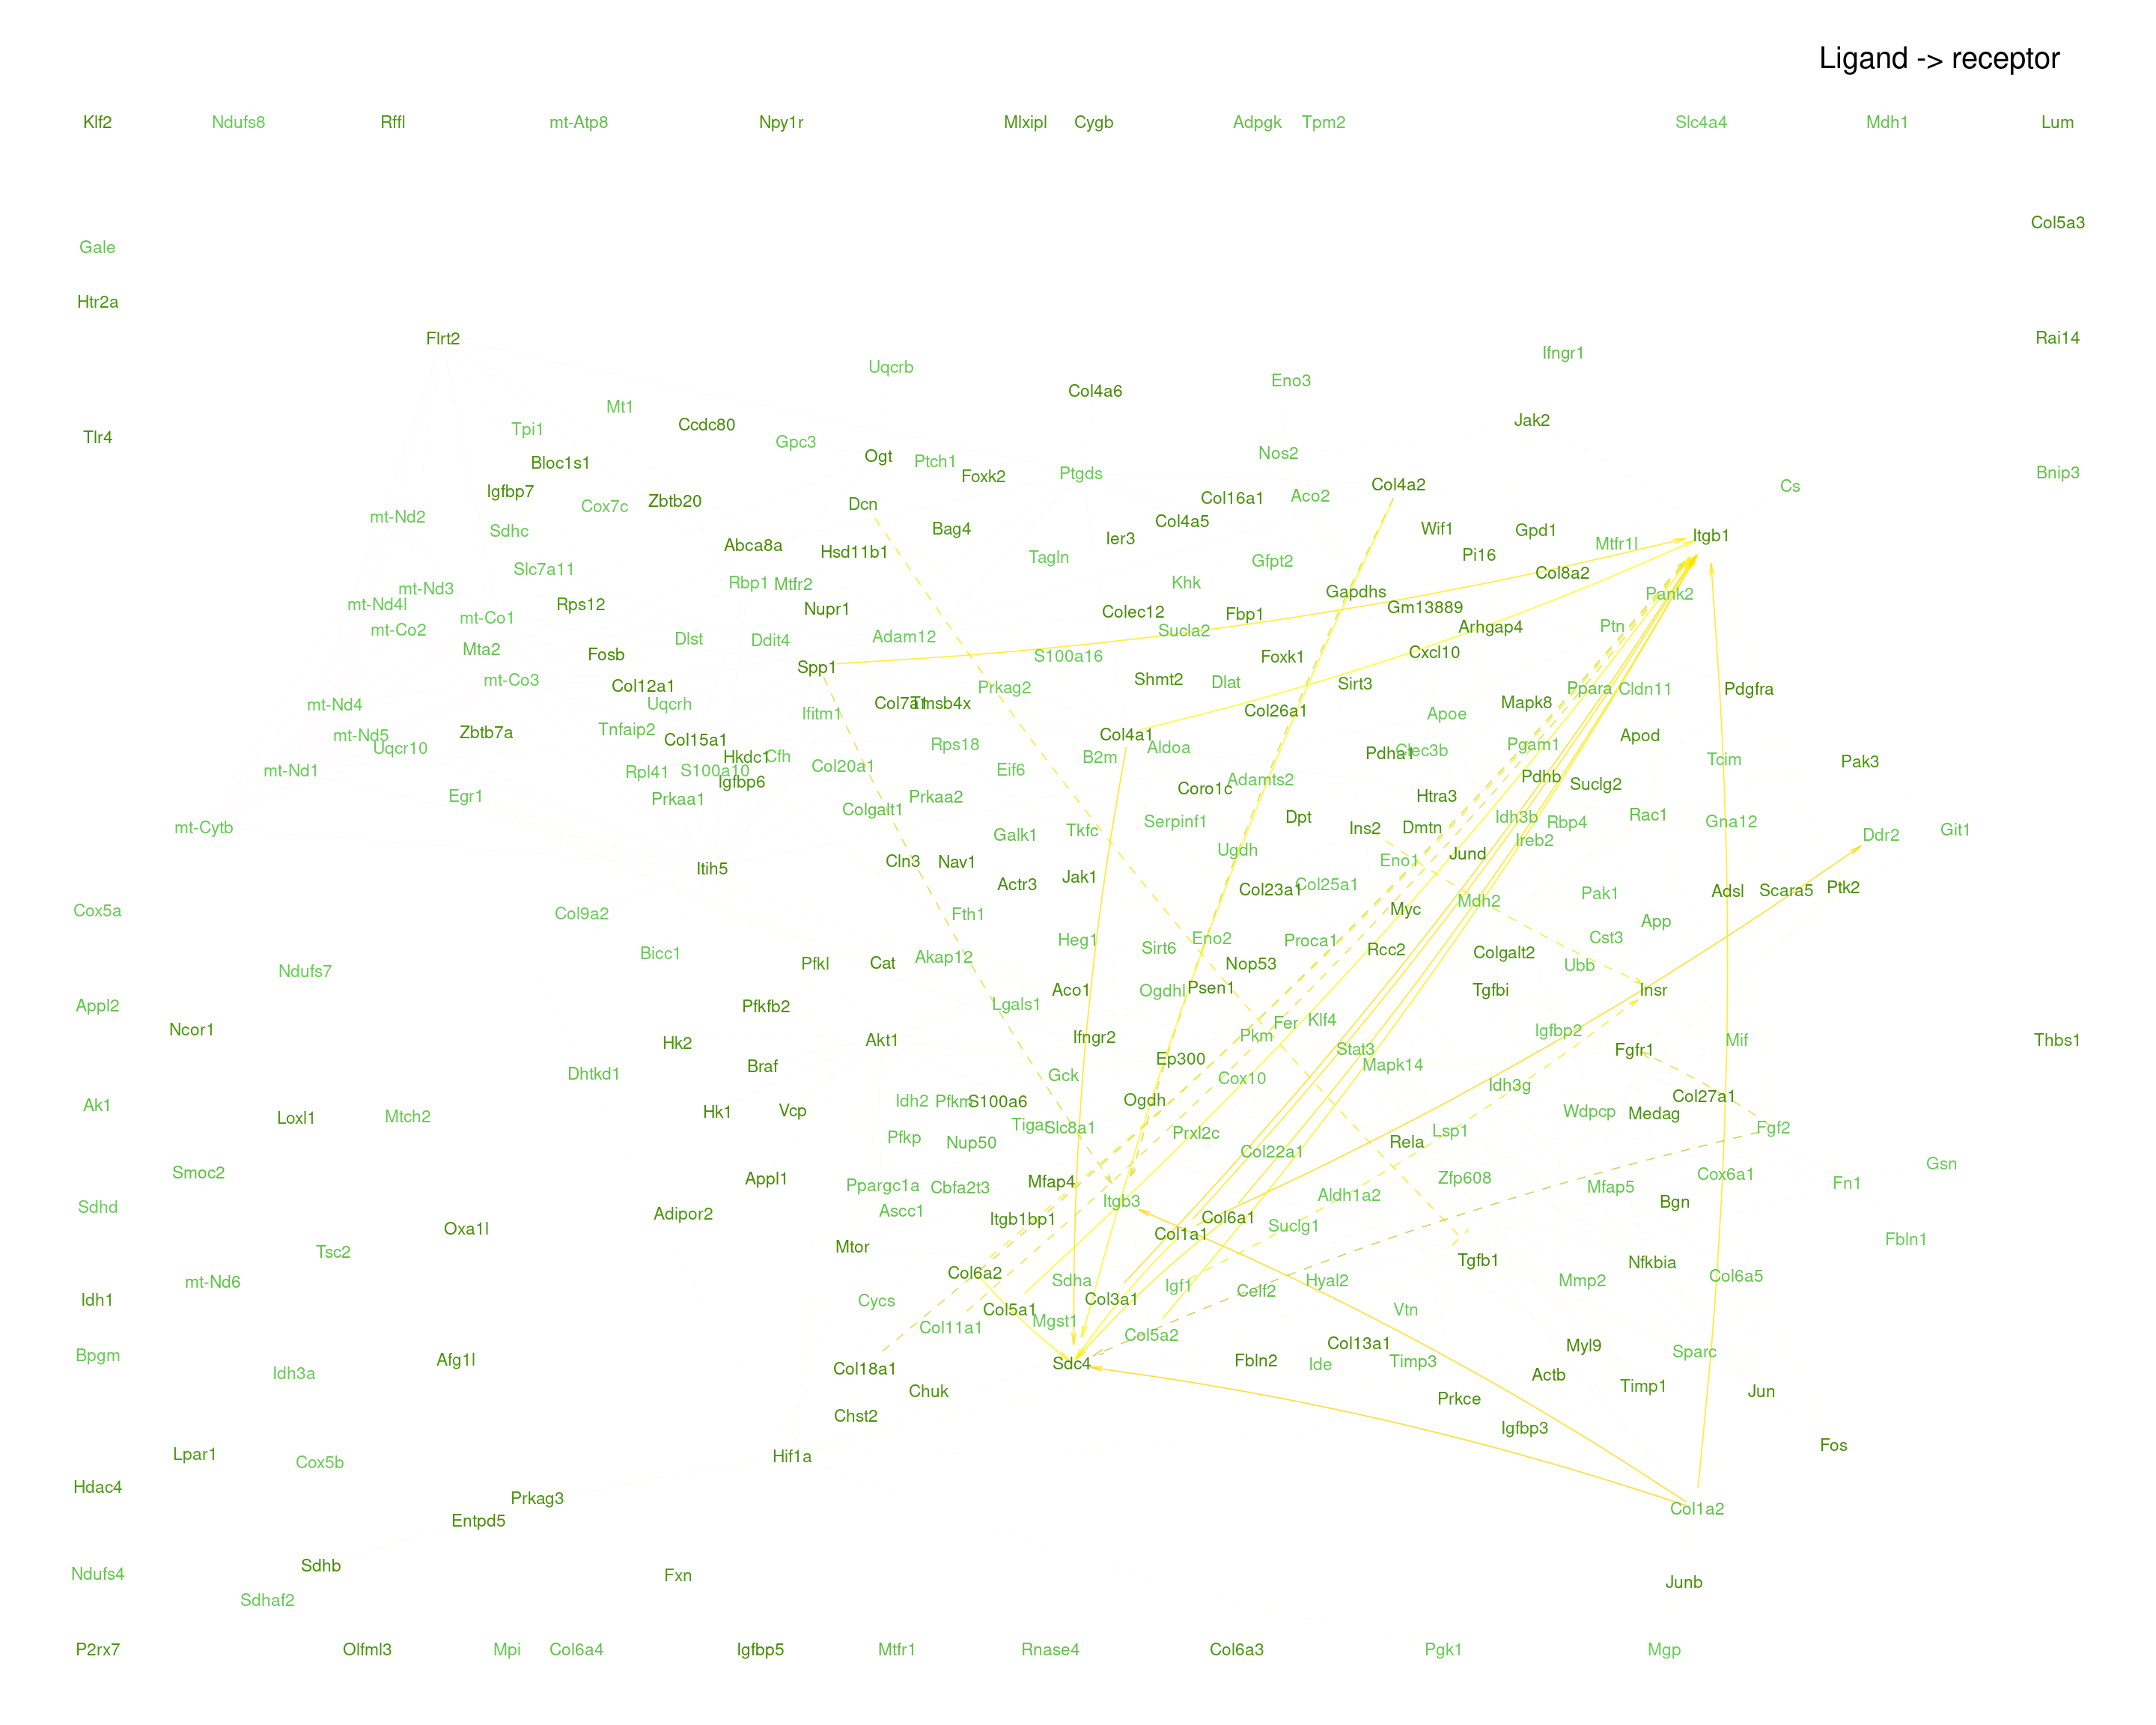 Ligand -> receptor
Klf2 Ndufs8 Rffl mt-Atp8 Npy1r Mlxipl Cygb Adpgk Tpm2 Slc4a4 Mdh1 Lum
Col5a3
Gale
Htr2a
Flrt2 Rai14
Ifngr1
Uqcrb
Eno3
Col4a6
Mt1
Jak2
Ccdc80
Tpi1
Tlr4
Gpc3
Nos2
Ogt
Bloc1s1 Ptch1
Ptgds Bnip3
Foxk2
Col4a2 Cs
Igfbp7
Aco2
Zbtb20 Col16a1
Dcn
Cox7c
mt-Nd2 Col4a5
Sdhc Bag4 Wif1 Gpd1
Ier3 Itgb1
Abca8a Mtfr1l
Hsd11b1 Pi16
Tagln Gfpt2
Slc7a11 Col8a2
Rbp1 Mtfr2 Khk
mt-Nd3 Gapdhs Pank2
mt-Nd4l Rps12 Nupr1 Colec12 Fbp1 Gm13889
mt-Co1 Arhgap4 Ptn
mt-Co2 Sucla2
Dlst Ddit4 Adam12
Mta2 Fosb S100a16 Foxk1 Cxcl10
Spp1
mt-Co3 Col12a1 Prkag2 Shmt2 Dlat Sirt3 Ppara Cldn11 Pdgfra
mt-Nd4 Uqcrh Ifitm1 Col7a1 Tmsb4x Col26a1 Mapk8
Apoe
mt-Nd5 Zbtb7a Tnfaip2 Col15a1 Col4a1 Apod
Uqcr10 Rps18 Aldoa Pgam1
Hkdc1 Cfh B2m Pdha1 Clec3b Tcim Pak3
mt-Nd1 Rpl41 S100a10 Col20a1 Eif6
Igfbp6 Adamts2 Pdhb Suclg2
Egr1 Prkaa1 Prkaa2 Coro1c Htra3
Colgalt1 Dpt Idh3b Rac1
mt-Cytb Galk1 Tkfc Serpinf1 Ins2 Dmtn Rbp4 Gna12 Git1
Ireb2 Ddr2
Ugdh Jund
Itih5 Cln3 Nav1 Eno1
Actr3 Jak1 Col23a1 Col25a1 Pak1 Adsl Scara5 Ptk2
Cox5a Col9a2 Fth1 Myc Mdh2
App
Bicc1 Heg1 Sirt6 Eno2 Proca1 Rcc2 Colgalt2 Cst3
Ndufs7 Pfkl Cat Akap12 Nop53 Ubb
Appl2 Pfkfb2 Lgals1 Aco1 Ogdhl Psen1 Tgfbi Insr
Ncor1 Hk2 Akt1 Ifngr2 Pkm Fer Klf4 Igfbp2 Mif Thbs1
Braf Ep300 Stat3 Mapk14 Fgfr1
Dhtkd1 Gck Cox10 Idh3g
Ak1 Loxl1 Mtch2 Hk1 Vcp Idh2 Pfkm S100a6 Ogdh Wdpcp Medag Col27a1
Tigar Slc8a1 Prxl2c Lsp1 Fgf2
Pfkp Nup50 Col22a1 Rela
Smoc2 Appl1 Mfap4 Zfp608 Cox6a1 Gsn
Ppargc1a Cbfa2t3 Itgb3 Aldh1a2 Mfap5 Fn1
Sdhd Adipor2 Ascc1 Itgb1bp1 Col6a1 Bgn
Oxa1l Col1a1 Suclg1
Tsc2 Mtor Tgfb1 Nfkbia Fbln1
mt-Nd6 Col6a2 Sdha Igf1 Celf2 Hyal2 Mmp2 Col6a5
Idh1 Cycs Col5a1 Col3a1 Vtn
Col11a1 Mgst1 Col5a2 Col13a1 Myl9
Bpgm Idh3a Afg1l Col18a1 Sdc4 Fbln2 Ide Timp3 Actb Sparc
Chuk Prkce Timp1 Jun
Chst2 Igfbp3
Lpar1 Cox5b Hif1a Fos
Hdac4 Prkag3
Entpd5 Col1a2
Sdhb
Ndufs4 Fxn Junb
Sdhaf2
P2rx7 Olfml3 Mpi Col6a4 Igfbp5 Mtfr1 Rnase4 Col6a3 Pgk1 Mgp